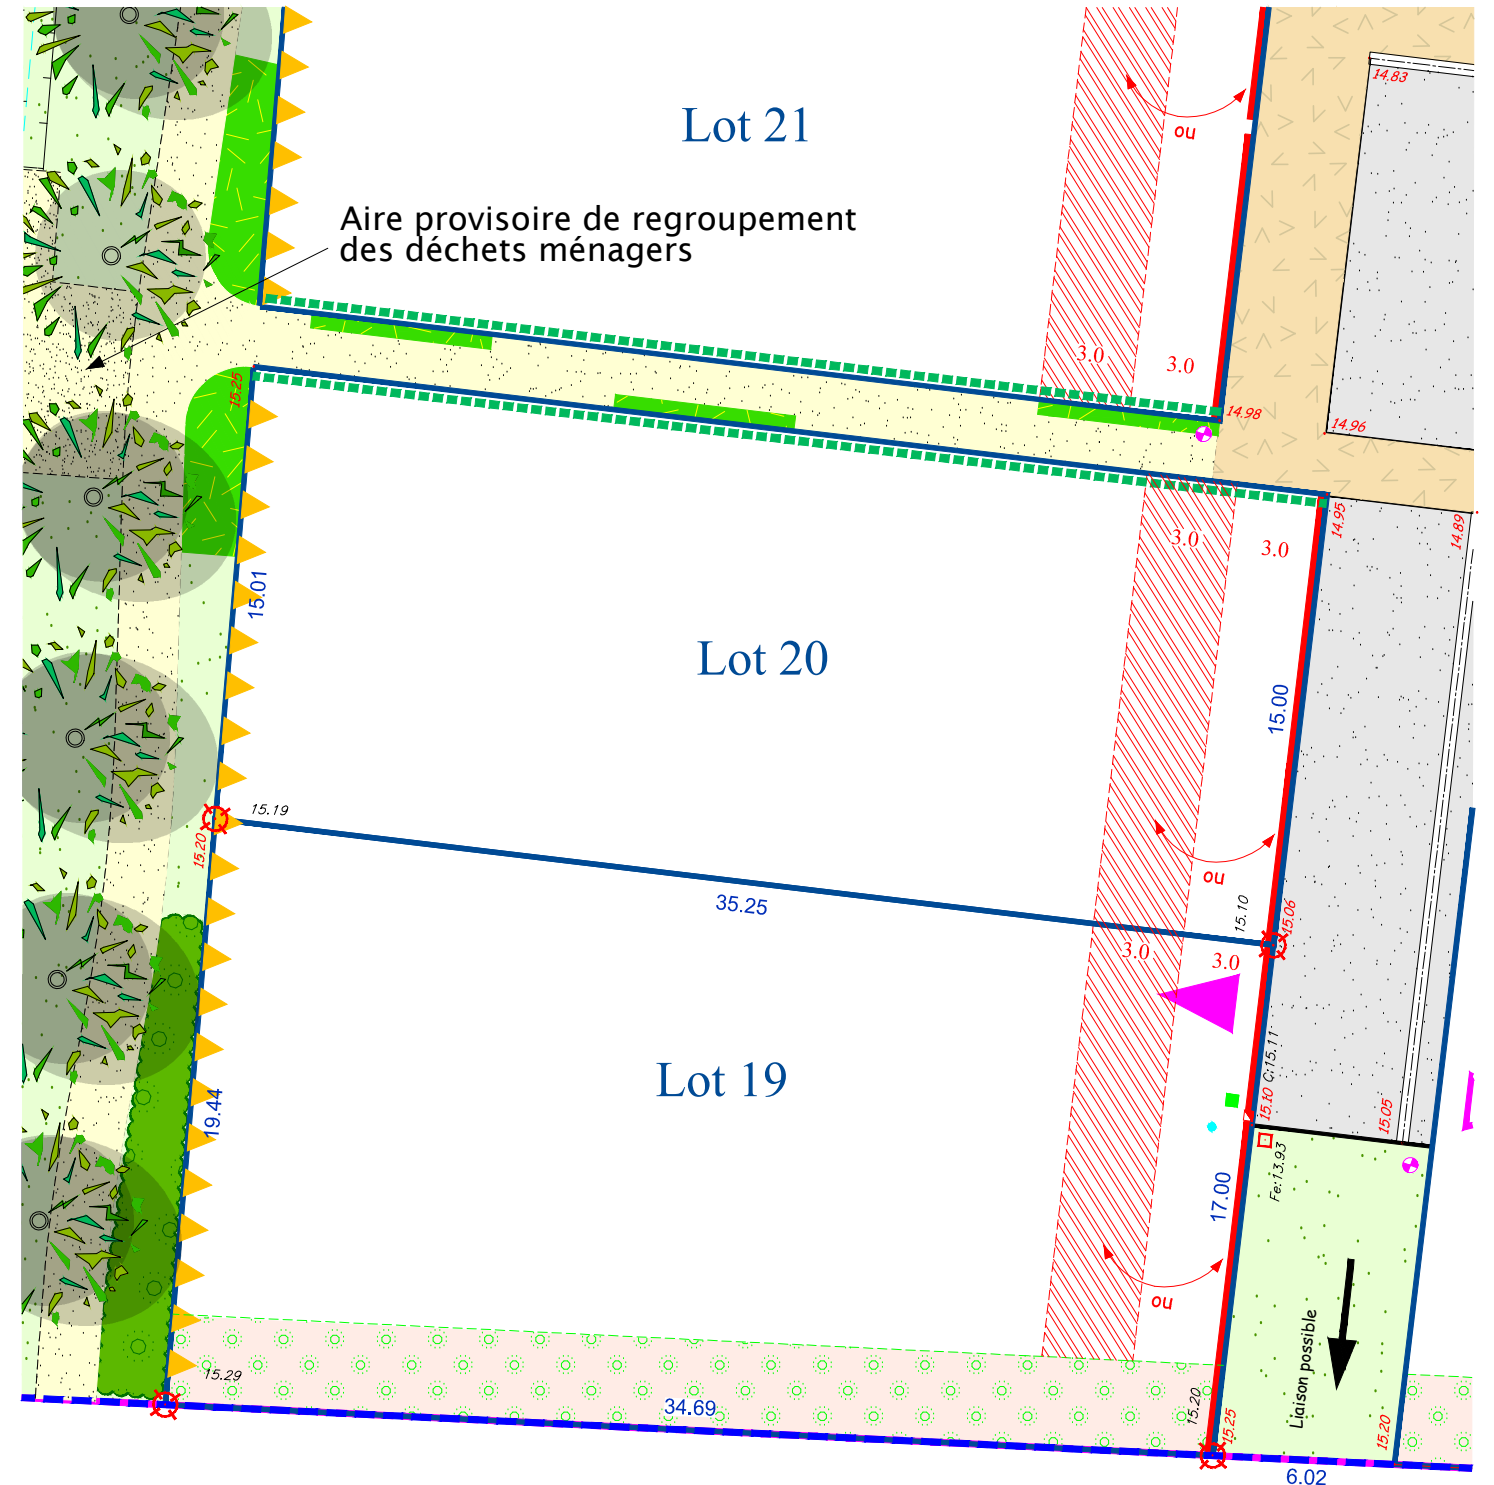 14.83
Lot 21
ou
Aire provisoire de regroupement
des déchets ménagers
3.0
3.0
15.25
14.98
14.96
14.95
14.89
3.0
3.0
15.01
Lot 20
15.00
15.19
15.20
ou
35.25
15.10
15.06
3.0
3.0
C:15.11
Lot 19
19.44
15.10
15.05
Fe:13.93
17.00
ou
Liaison possible
15.29
34.69
15.20
15.25
15.20
6.02